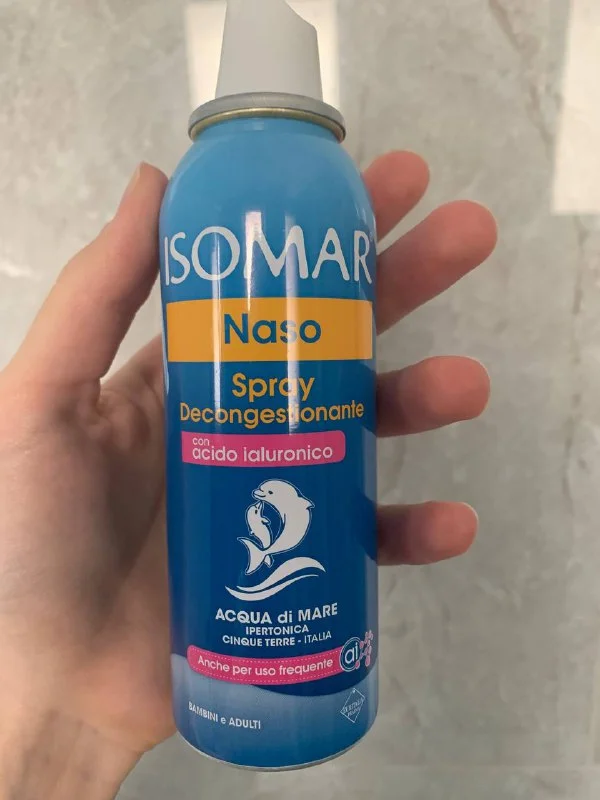 ISOMAR
Naso
Spray
Decongestionante
con
acido ialuronico
ACQUA di MARE
IPERTONICA
CINQUE TERRE - ITALIA
Anche per uso frequente
ai
BAMBINI e ADULTI